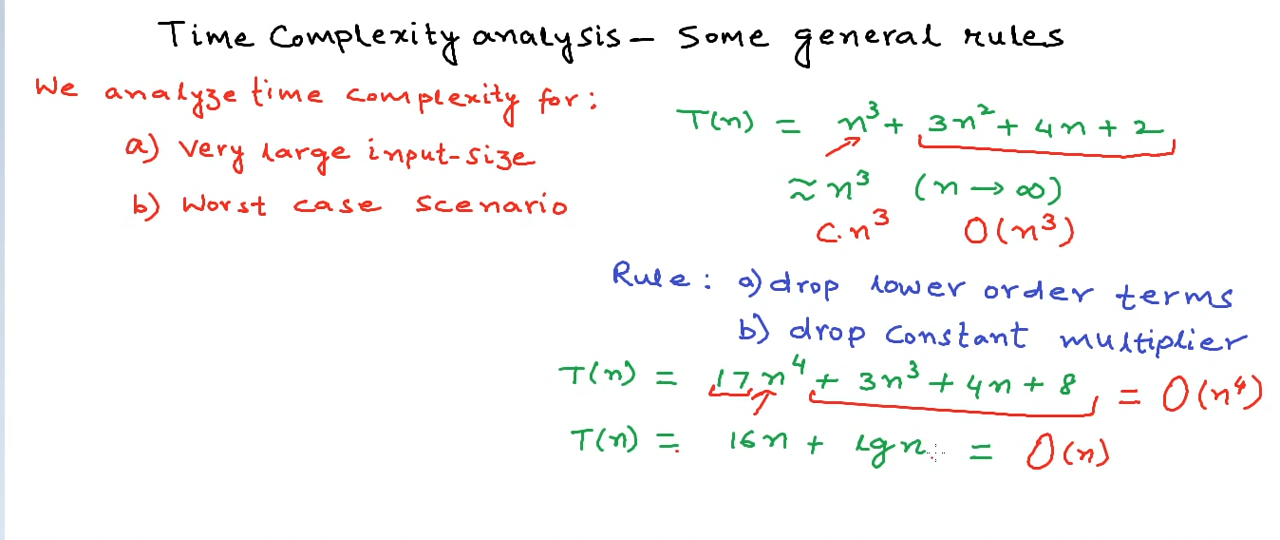 Time Complexity analysis – Some general rules
We analyze time complexity for:
a) Very large input-size
b) Worst case scenario
T(n) = n³ + 3n² + 4n + 2
≈ n³ (n → ∞)
C.n³ O(n³)
Rule: a) drop lower order terms
b) drop constant multiplier
T(n) = 17n⁴ + 3n³ + 4n + 8 = O(n⁴)
T(n) = 16n + lgn = O(n)